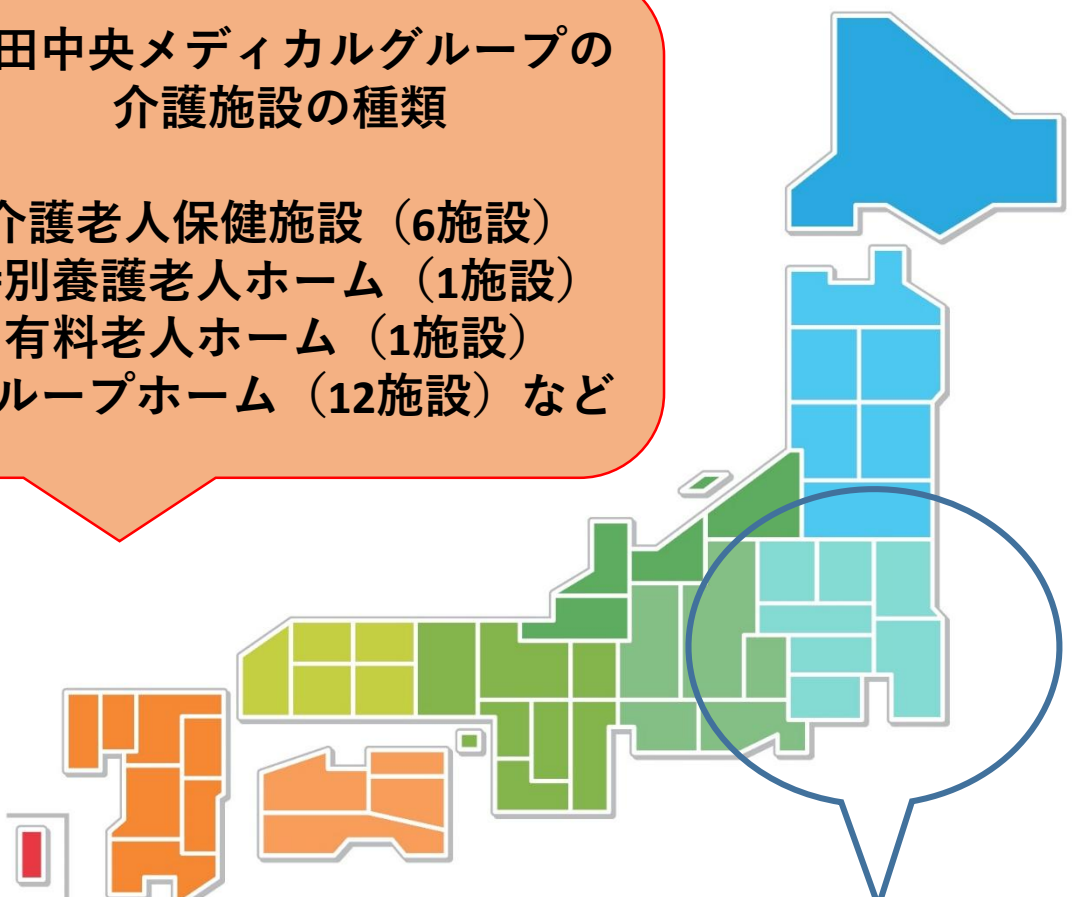 田中央メディカルグループの
介護施設の種類
介護老人保健施設（6施設）
別養護老人ホーム（1施設）
有料老人ホーム（1施設）
ループホーム（12施設）など